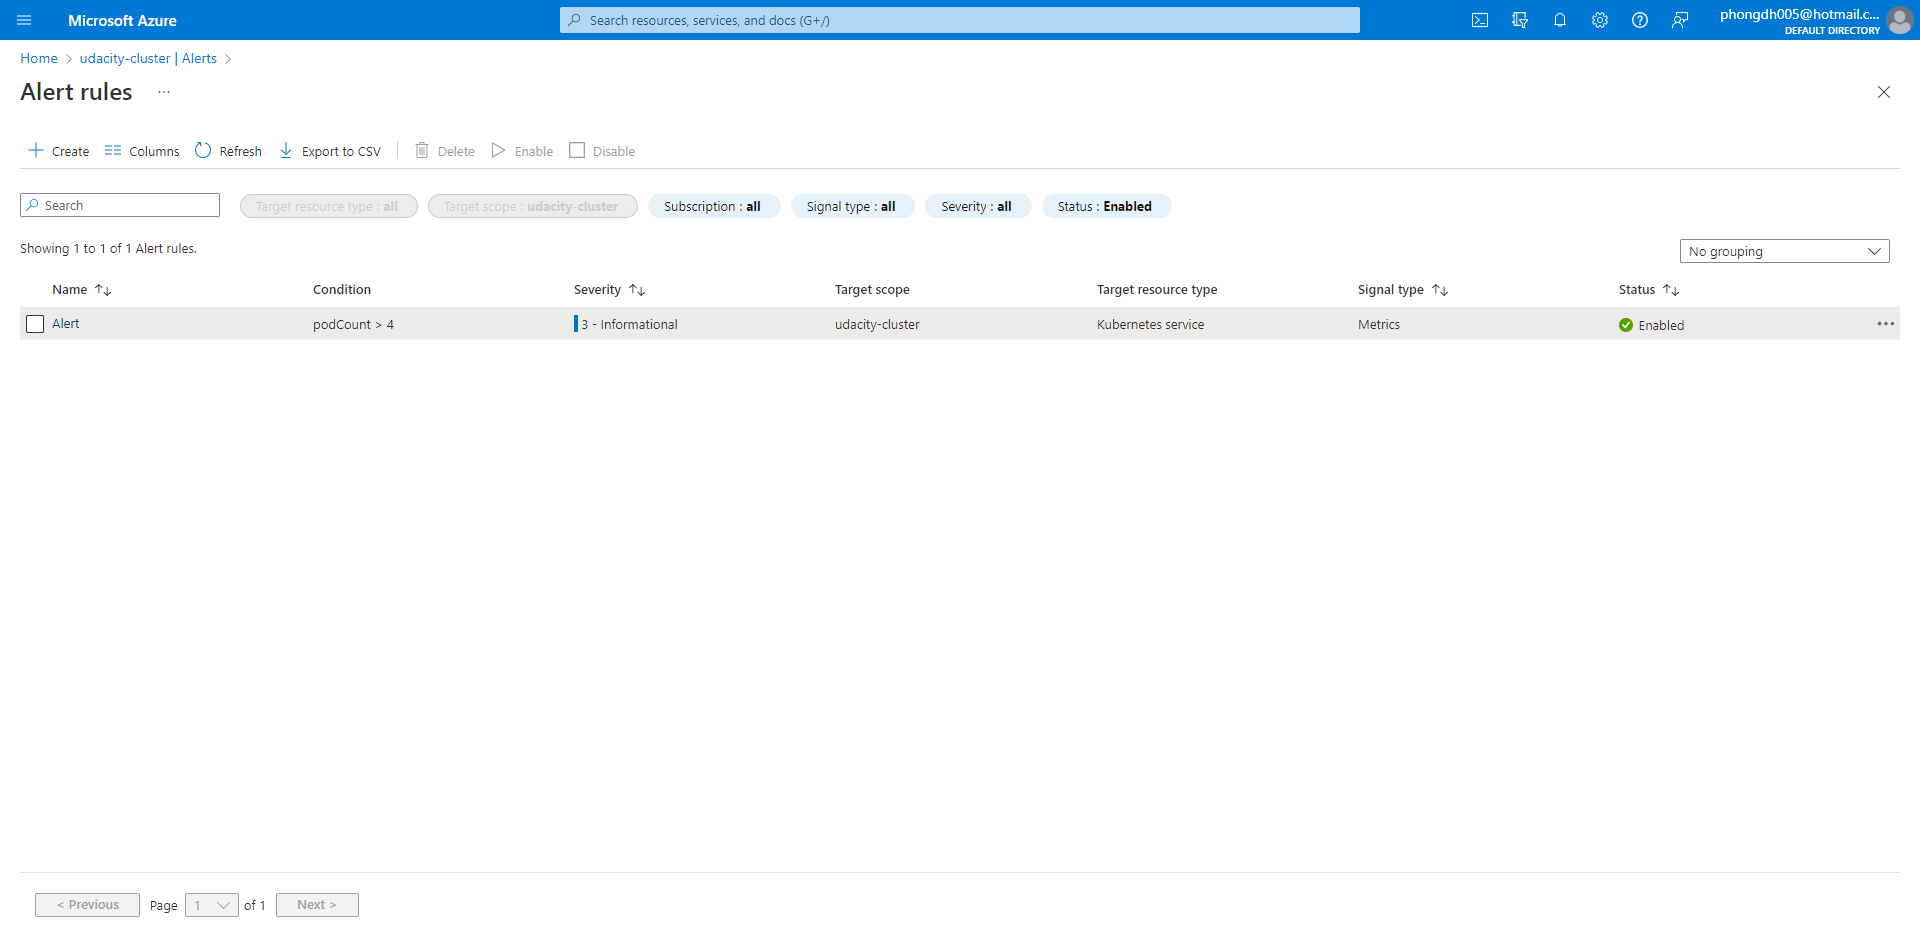 Microsoft Azure
Search resources, services, and docs (G+/)
phongdh005@hotmail.c...
DEFAULT DIRECTORY
Home > udacity-cluster | Alerts >
Alert rules ...
Create Columns Refresh Export to CSV Delete Enable Disable
Search Target resource type : all Target scope : udacity-cluster Subscription : all Signal type : all Severity : all Status : Enabled
Showing 1 to 1 of 1 Alert rules.
No grouping
Name Condition Severity Target scope Target resource type Signal type Status
Alert podCount > 4 3 - Informational udacity-cluster Kubernetes service Metrics Enabled
< Previous Page 1 of 1 Next >